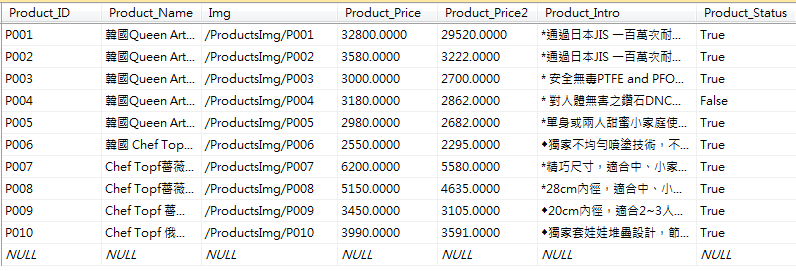 Product_ID Product_Name Img Product_Price Product_Price2 Product_Intro Product_Status
P001 韓國Queen Art... /ProductsImg/P001 32800.0000 29520.0000 *通過日本JIS 一百萬次耐... True
P002 韓國Queen Art... /ProductsImg/P002 3580.0000 3222.0000 *通過日本JIS 一百萬次耐... True
P003 韓國Queen Art... /ProductsImg/P003 3000.0000 2700.0000 * 安全無毒PTFE and PFO... True
P004 韓國Queen Art... /ProductsImg/P004 3180.0000 2862.0000 * 對人體無害之鑽石DNC... False
P005 韓國Queen Art... /ProductsImg/P005 2980.0000 2682.0000 *單身或兩人甜蜜小家庭使... True
P006 韓國 Chef Top... /ProductsImg/P006 2550.0000 2295.0000 ♦獨家不均勻噴塗技術，不... True
P007 Chef Topf薔薇... /ProductsImg/P007 6200.0000 5580.0000 *精巧尺寸，適合中、小家... True
P008 Chef Topf薔薇... /ProductsImg/P008 5150.0000 4635.0000 *28cm內徑，適合中、小... True
P009 Chef Topf 薔... /ProductsImg/P009 3450.0000 3105.0000 ♦20cm內徑，適合2~3人... True
P010 Chef Topf 俄... /ProductsImg/P010 3990.0000 3591.0000 ♦獨家套娃娃堆疊設計，節... True
NULL NULL NULL NULL NULL NULL NULL